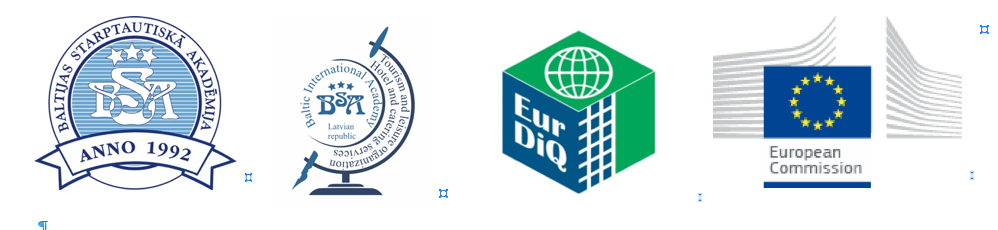 BALTIJAS STARPTAUTISKĀ AKADĒMIJA
BSA
ANNO 1992
Baltic International Academy
Tourism and leisure organization
Hotel and catering services
BSA
Latvian
republic
Eur
DiQ
European
Commission